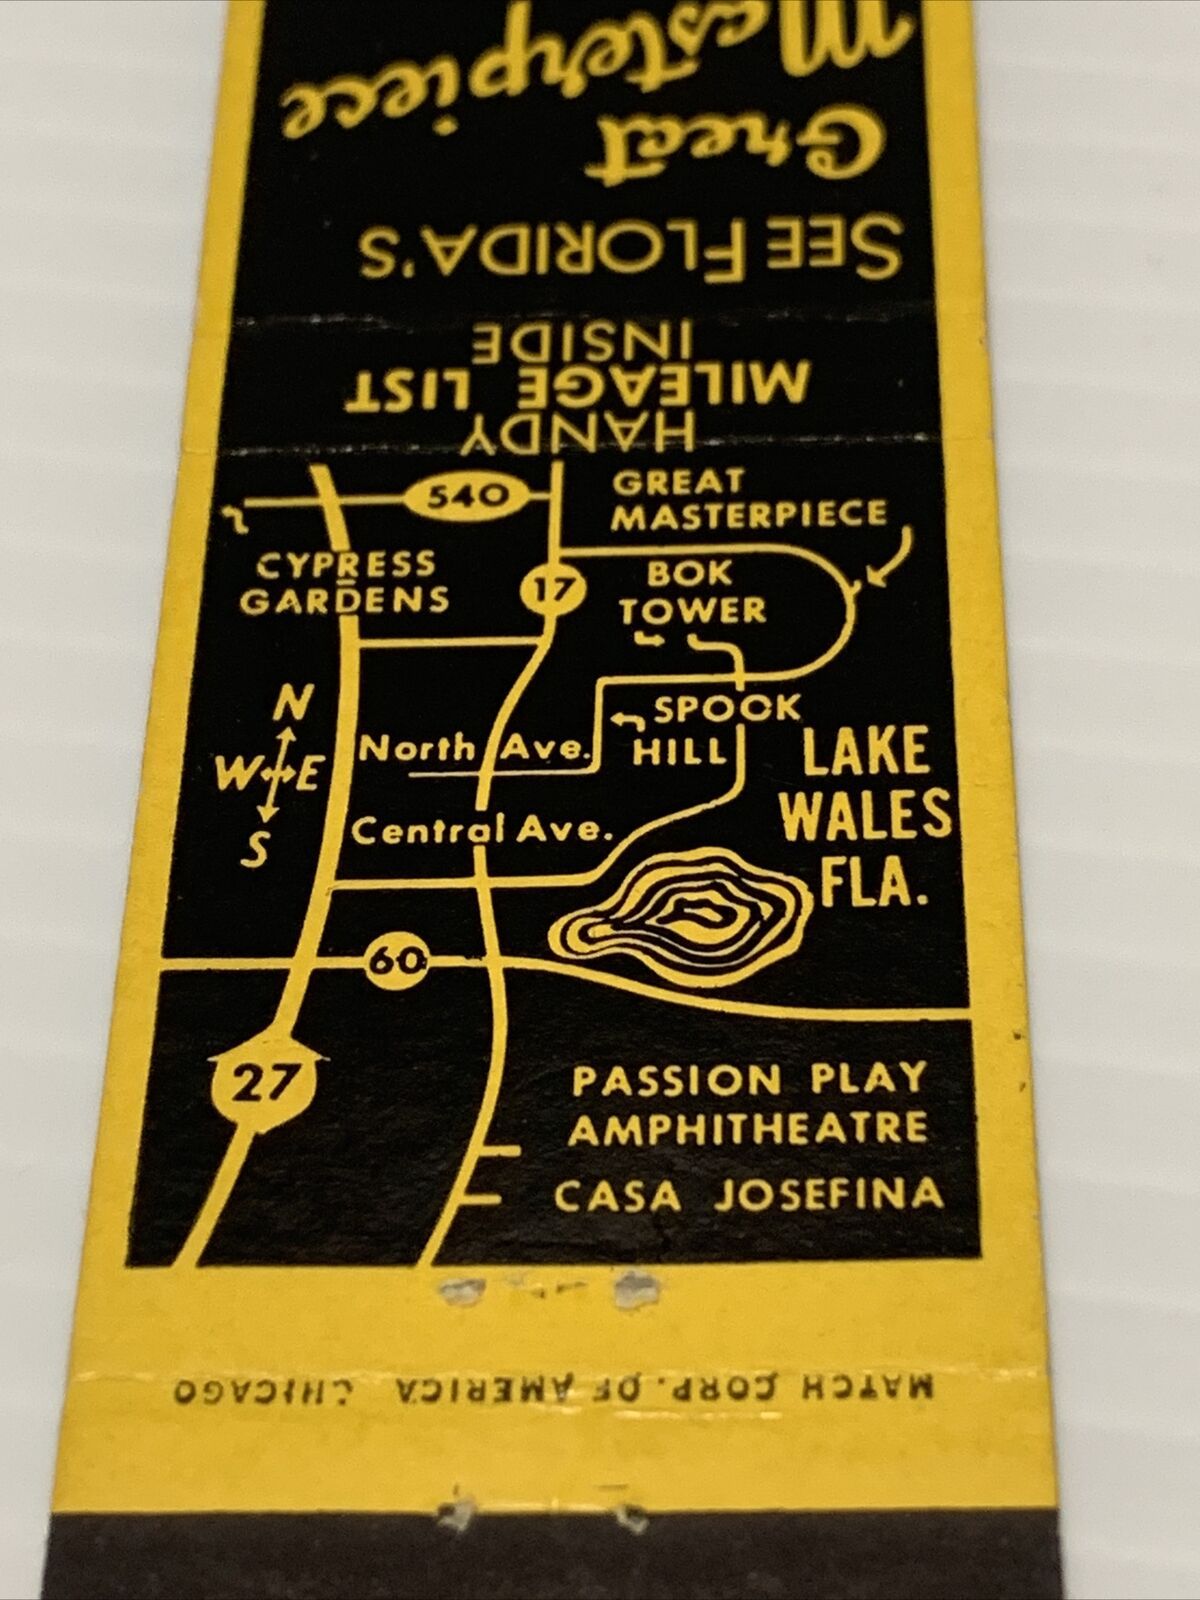 SEE FLORIDA'S
Great
Masterpiece
HANDY
MILEAGE LIST
INSIDE
540
GREAT
MASTERPIECE
CYPRESS
GARDENS
17
BOK
TOWER
N
W E
S
SPOOK
HILL
North Ave.
LAKE
WALES
FLA.
Central Ave.
60
27
PASSION PLAY
AMPHITHEATRE
CASA JOSEFINA
MATCH CORP. OF AMERICA CHICAGO